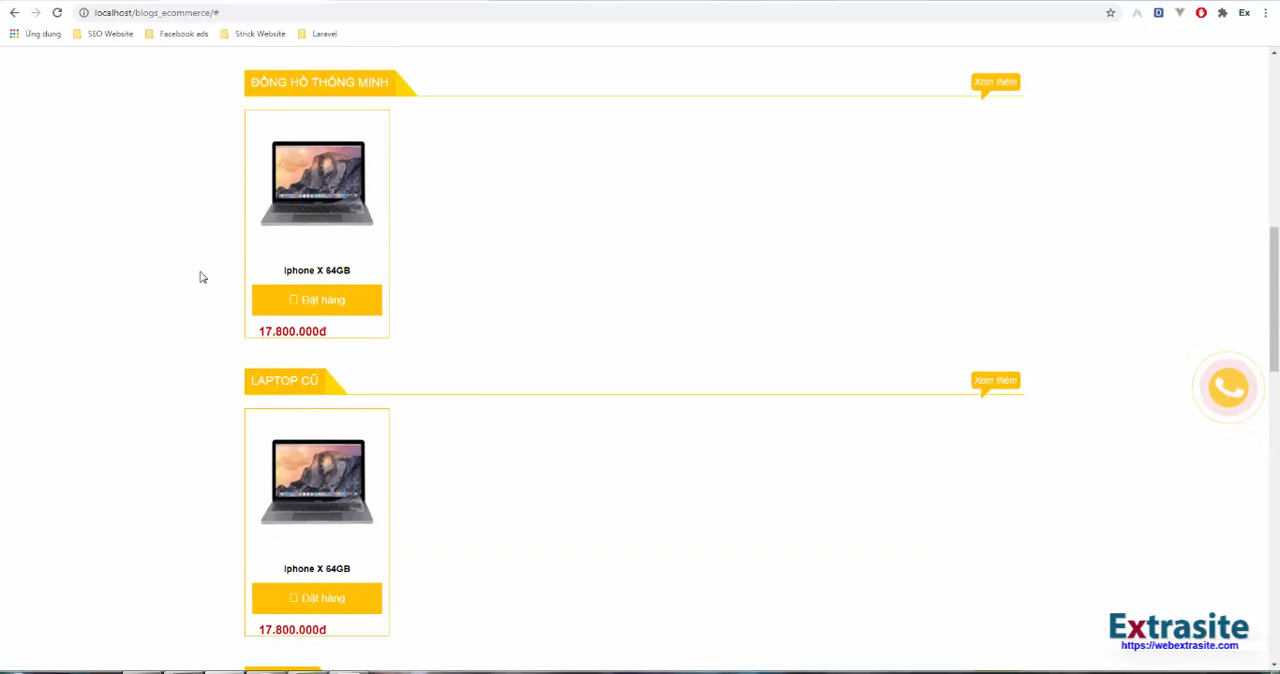 localhost/blogs_ecommerce/#
Ex
Ứng dụng
SEO Website
Facebook ads
Strick Website
Laravel
ĐỒNG HỒ THÔNG MINH
Xem thêm
Iphone X 64GB
Đặt hàng
17.800.000đ
LAPTOP CŨ
Xem thêm
Iphone X 64GB
Đặt hàng
17.800.000đ
Extrasite
https://webextrasite.com